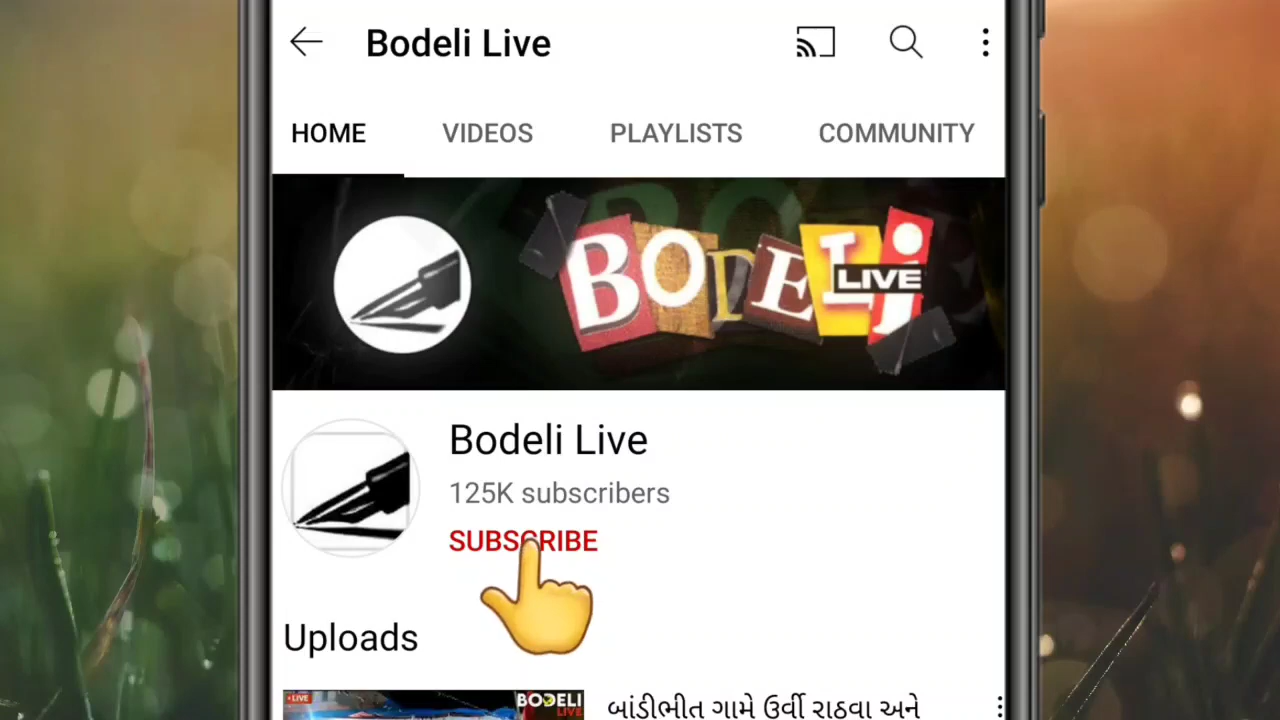 Bodeli Live
HOME VIDEOS PLAYLISTS COMMUNITY
BODELi
LIVE
Bodeli Live
125K subscribers
SUBSCRIBE
Uploads
LIVE
BODELI
LIVE
બાંડીભીત ગામે ઉર્વી રાઠવા અને